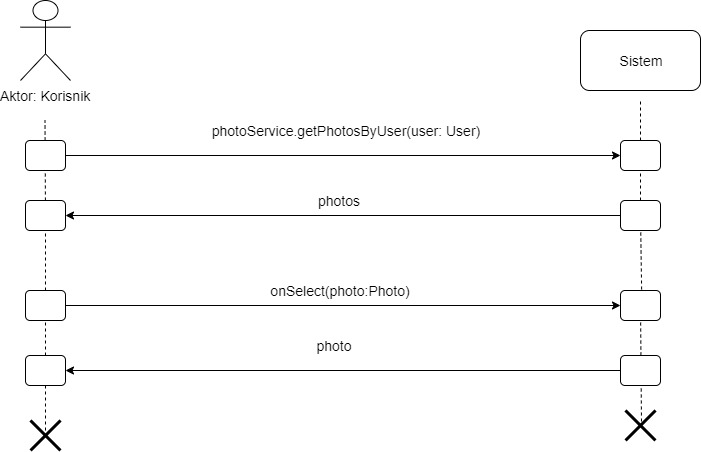 Sistem
Aktor: Korisnik
photoService.getPhotosByUser(user: User)
photos
onSelect(photo:Photo)
photo